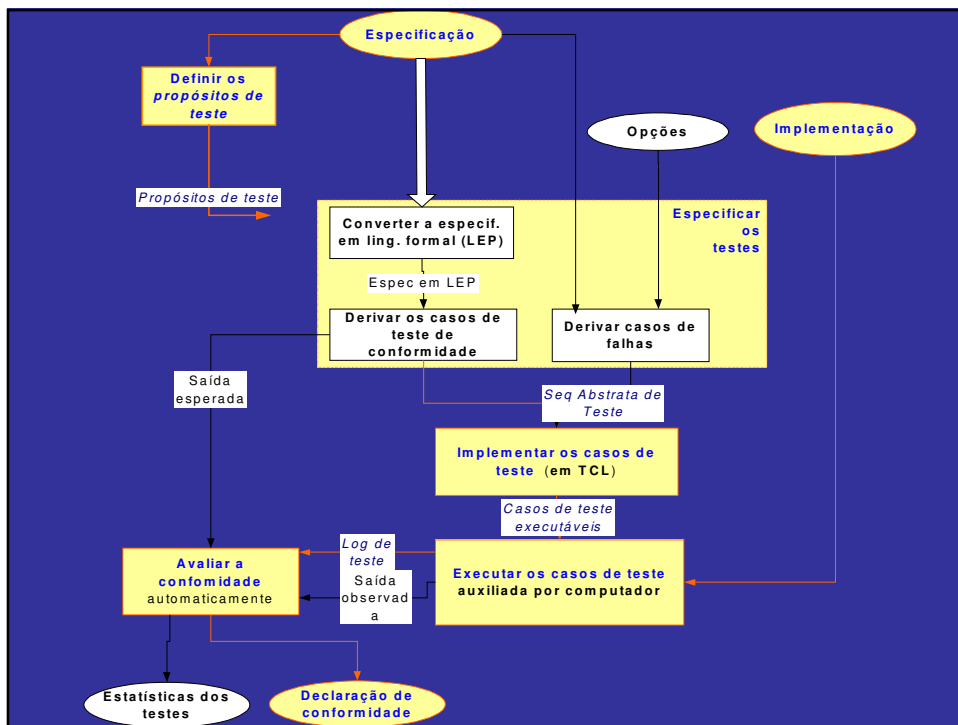 Especificação
Definir os
propósitos de
teste
Opções
Implementação
Propósitos de teste
Especificar
os
testes
Converter a especif.
em ling. formal (LEP)
Espec em LEP
Derivar os casos de
teste de
conformidade
Derivar casos de
falhas
Saída
esperada
Seq Abstrata de
Teste
Implementar os casos de
teste (em TCL)
Casos de teste
executáveis
Log de
teste
Avaliar a
confomidade
automaticamente
Saída
observad
a
Executar os casos de teste
auxiliada por computador
Estatísticas dos
testes
Declaração de
conformidade